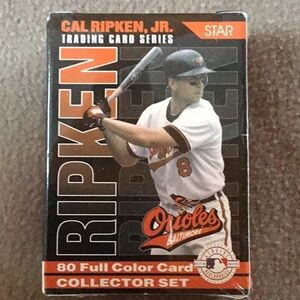 CAL RIPKEN, JR.
TRADING CARD SERIES
STAR
RIPKEN
RIPKEN
8
Orioles
BALTIMORE
80 Full Color Card
COLLECTOR SET